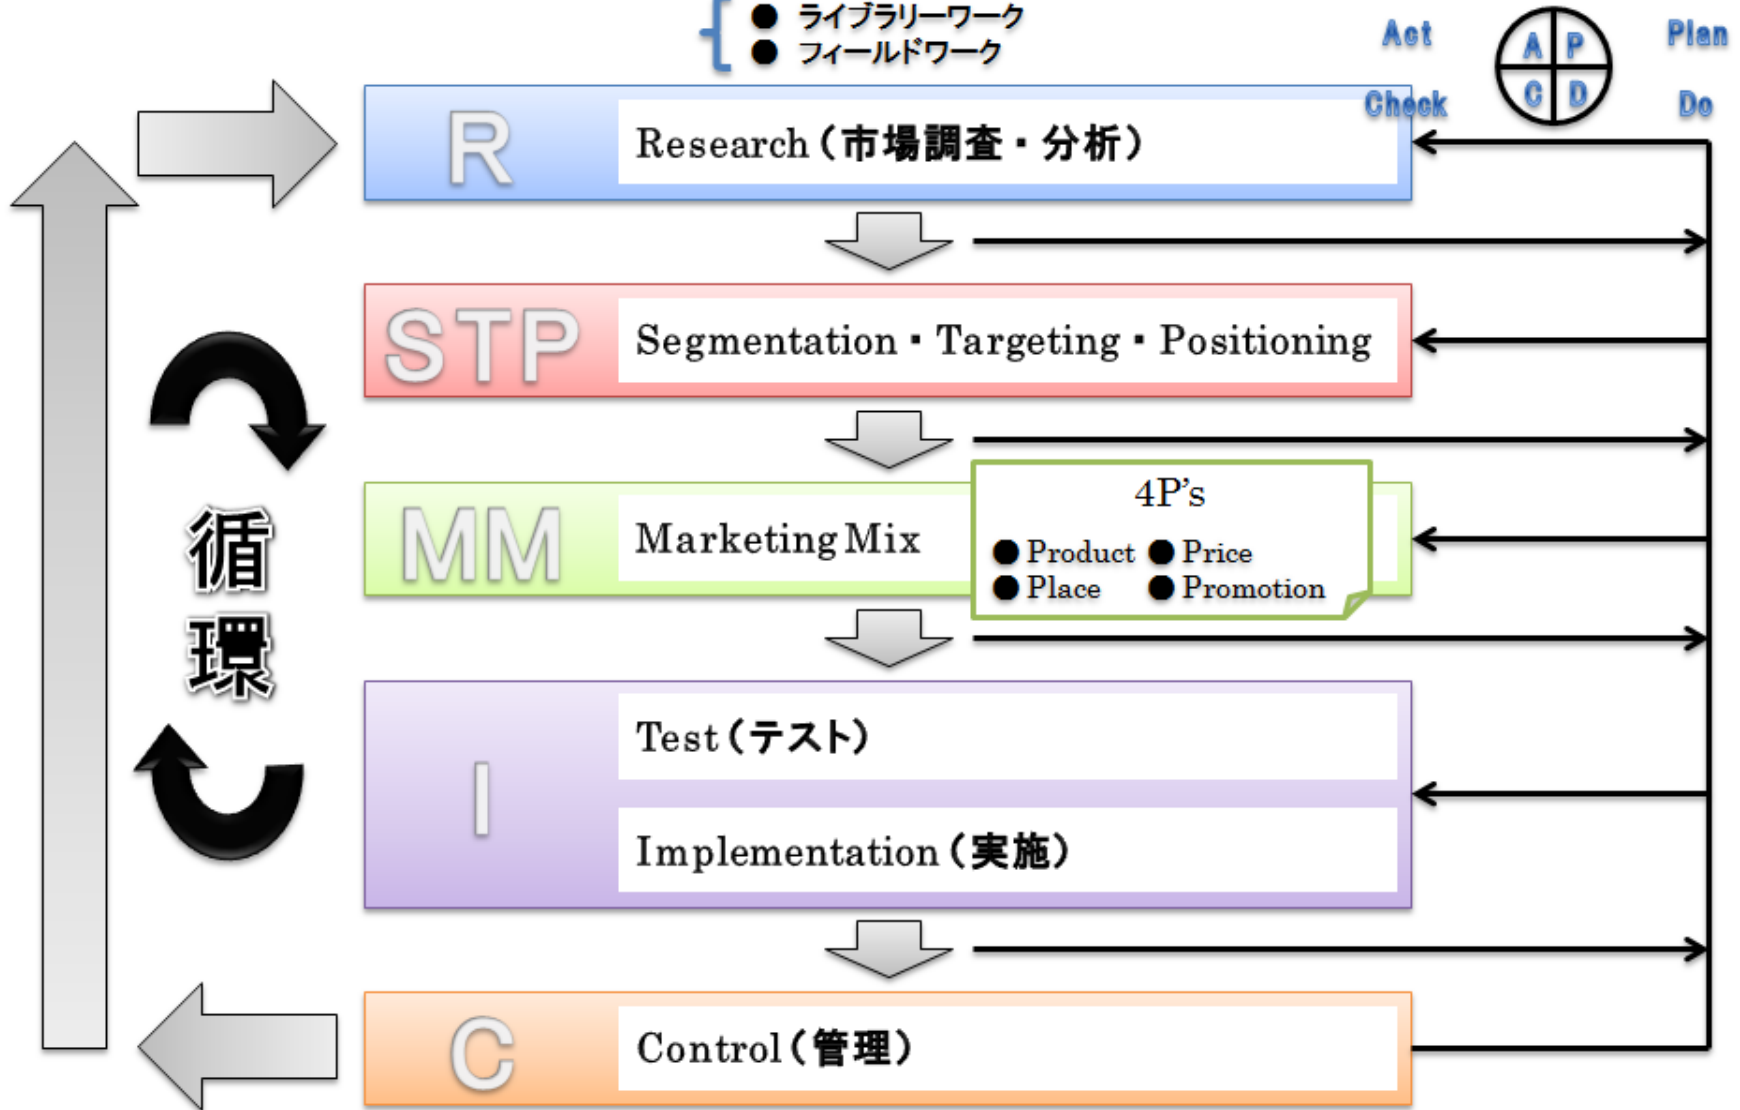 ● ライブラリーワーク
● フィールドワーク
Act
Plan
A P
C D
Check
Do
R
Research（市場調査・分析）
STP
Segmentation・Targeting・Positioning
MM
Marketing Mix
4P's
● Product ● Price
● Place ● Promotion
循
環
I
Test（テスト）
Implementation（実施）
C
Control（管理）